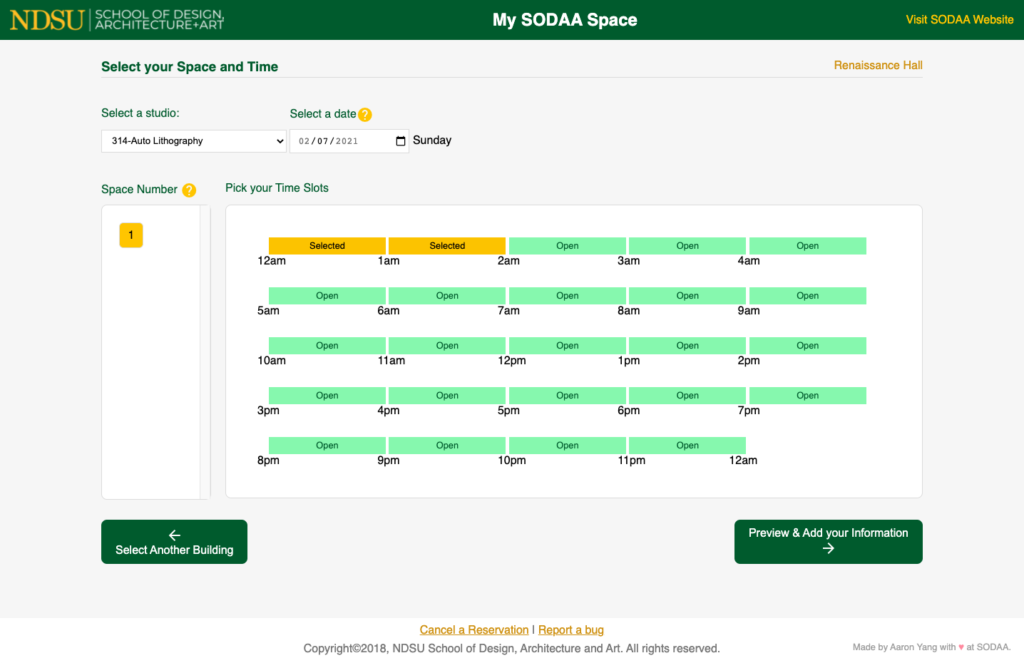 NDSU SCHOOL OF DESIGN,
ARCHITECTURE+ART
My SODAA Space
Visit SODAA Website
Select your Space and Time
Renaissance Hall
Select a studio:
Select a date ?
314-Auto Lithography
02/07/2021
Sunday
Space Number ?
Pick your Time Slots
1
Selected Selected Open Open Open
12am 1am 2am 3am 4am
Open Open Open Open Open
5am 6am 7am 8am 9am
Open Open Open Open Open
10am 11am 12pm 1pm 2pm
Open Open Open Open Open
3pm 4pm 5pm 6pm 7pm
Open Open Open Open
8pm 9pm 10pm 11pm 12am
←
Select Another Building
Preview & Add your Information
→
Cancel a Reservation | Report a bug
Copyright©2018, NDSU School of Design, Architecture and Art. All rights reserved.
Made by Aaron Yang with ♥ at SODAA.